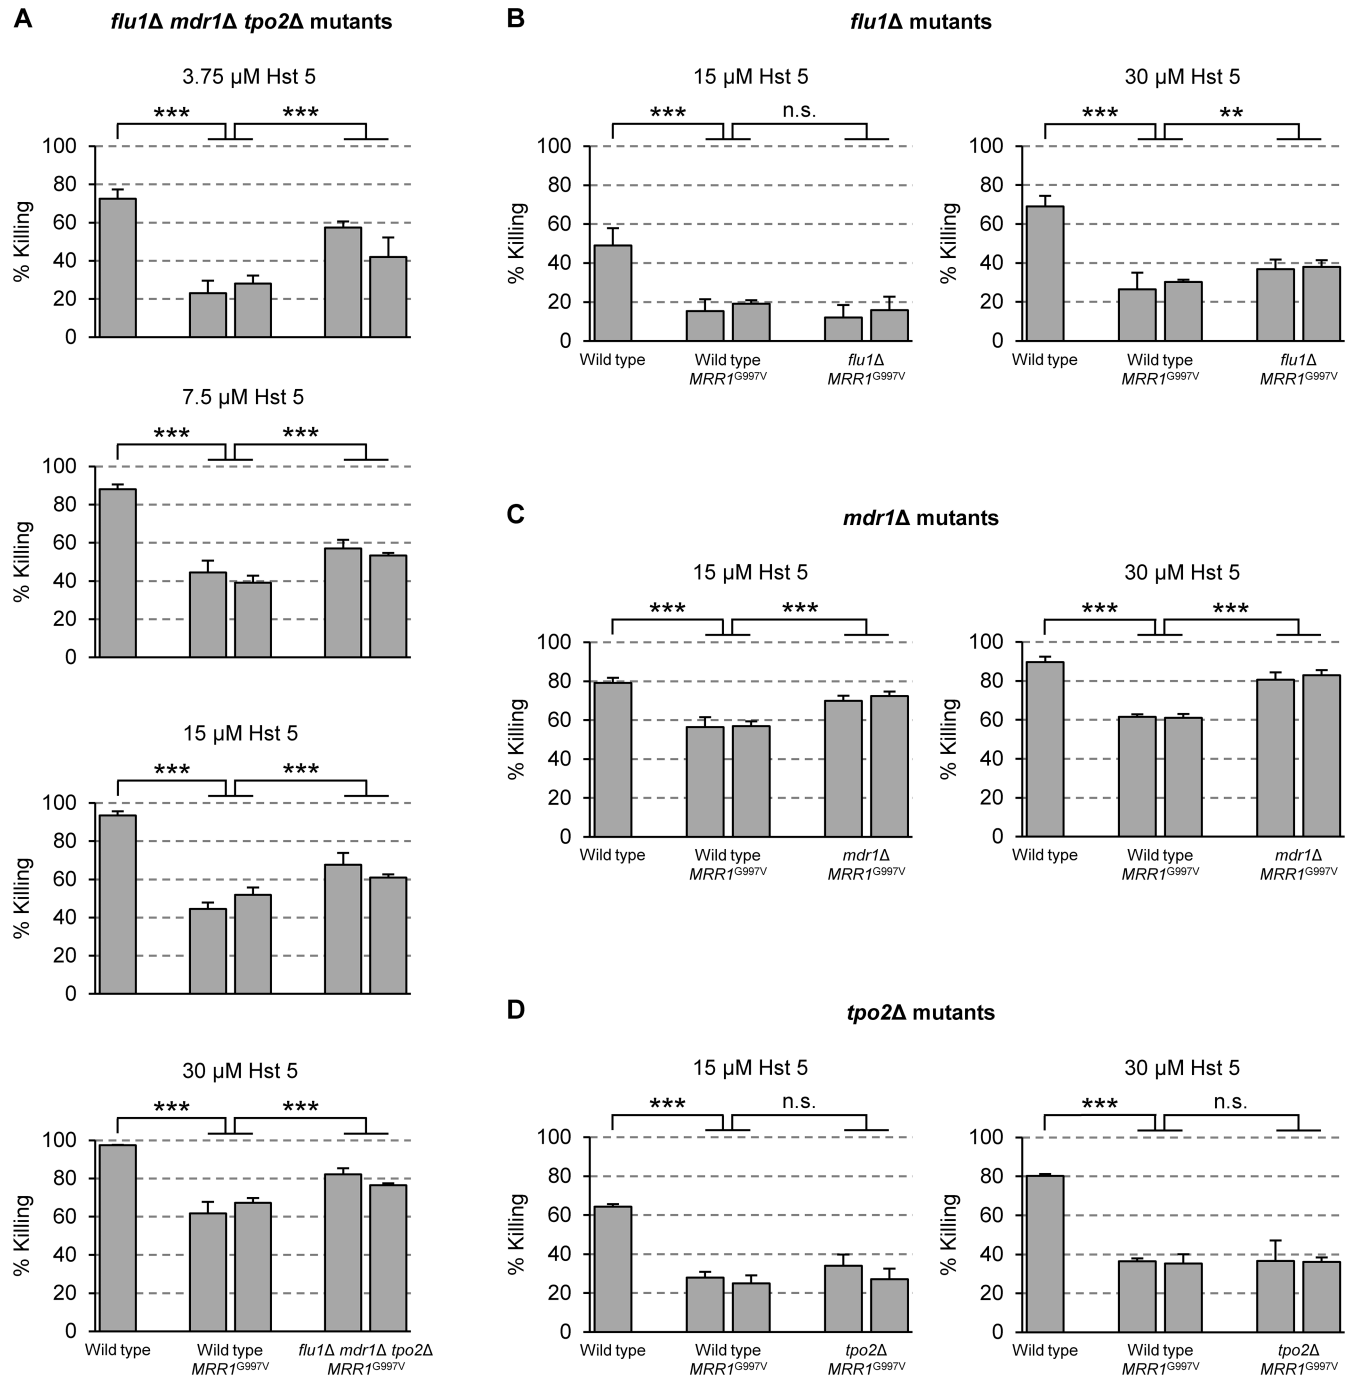 A
flu1Δ mdr1Δ tpo2Δ mutants
3.75 µM Hst 5
*** ***
% Killing
100
80
60
40
20
0
7.5 µM Hst 5
*** ***
% Killing
100
80
60
40
20
0
15 µM Hst 5
*** ***
% Killing
100
80
60
40
20
0
30 µM Hst 5
*** ***
% Killing
100
80
60
40
20
0
Wild type
Wild type
MRR1G997V
flu1Δ mdr1Δ tpo2Δ
MRR1G997V
B
flu1Δ mutants
15 µM Hst 5
*** n.s.
% Killing
100
80
60
40
20
0
Wild type
Wild type
MRR1G997V
flu1Δ
MRR1G997V
30 µM Hst 5
*** **
% Killing
100
80
60
40
20
0
Wild type
Wild type
MRR1G997V
flu1Δ
MRR1G997V
C
mdr1Δ mutants
15 µM Hst 5
*** ***
% Killing
100
80
60
40
20
0
Wild type
Wild type
MRR1G997V
mdr1Δ
MRR1G997V
30 µM Hst 5
*** ***
% Killing
100
80
60
40
20
0
Wild type
Wild type
MRR1G997V
mdr1Δ
MRR1G997V
D
tpo2Δ mutants
15 µM Hst 5
*** n.s.
% Killing
100
80
60
40
20
0
Wild type
Wild type
MRR1G997V
tpo2Δ
MRR1G997V
30 µM Hst 5
*** n.s.
% Killing
100
80
60
40
20
0
Wild type
Wild type
MRR1G997V
tpo2Δ
MRR1G997V